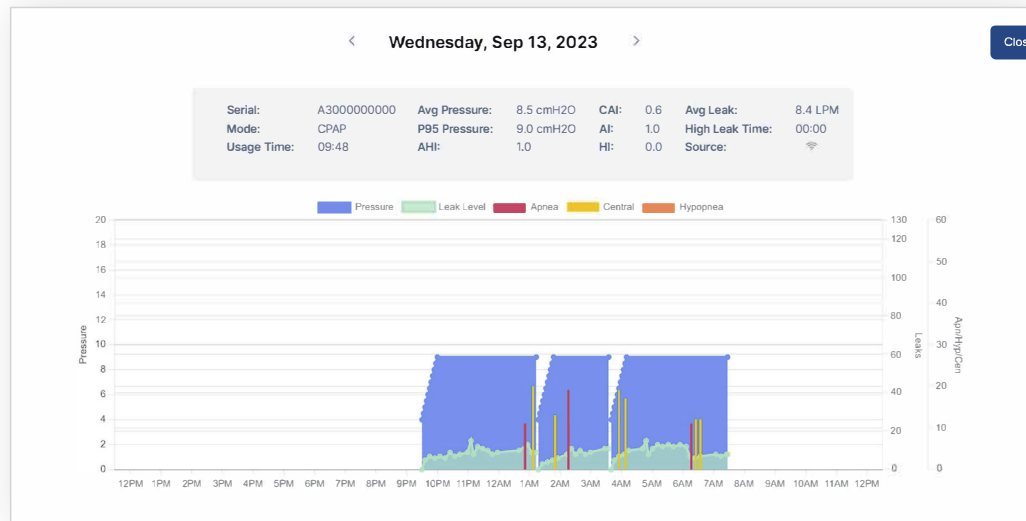 < Wednesday, Sep 13, 2023 >
Clos
Serial: A3000000000 Avg Pressure: 8.5 cmH2O CAI: 0.6 Avg Leak: 8.4 LPM
Mode: CPAP P95 Pressure: 9.0 cmH2O AI: 1.0 High Leak Time: 00:00
Usage Time: 09:48 AHI: 1.0 HI: 0.0 Source:
Pressure Leak Level Apnea Central Hypopnea
20 130 60
18 120
16 50
14 100
12 80 40
10 30
8 60
6 40 20
4 10
2 20
0 0 0
Pressure
Leaks
Apn/Hyp/Cen
12PM 1PM 2PM 3PM 4PM 5PM 6PM 7PM 8PM 9PM 10PM 11PM 12AM 1AM 2AM 3AM 4AM 5AM 6AM 7AM 8AM 9AM 10AM 11AM 12PM